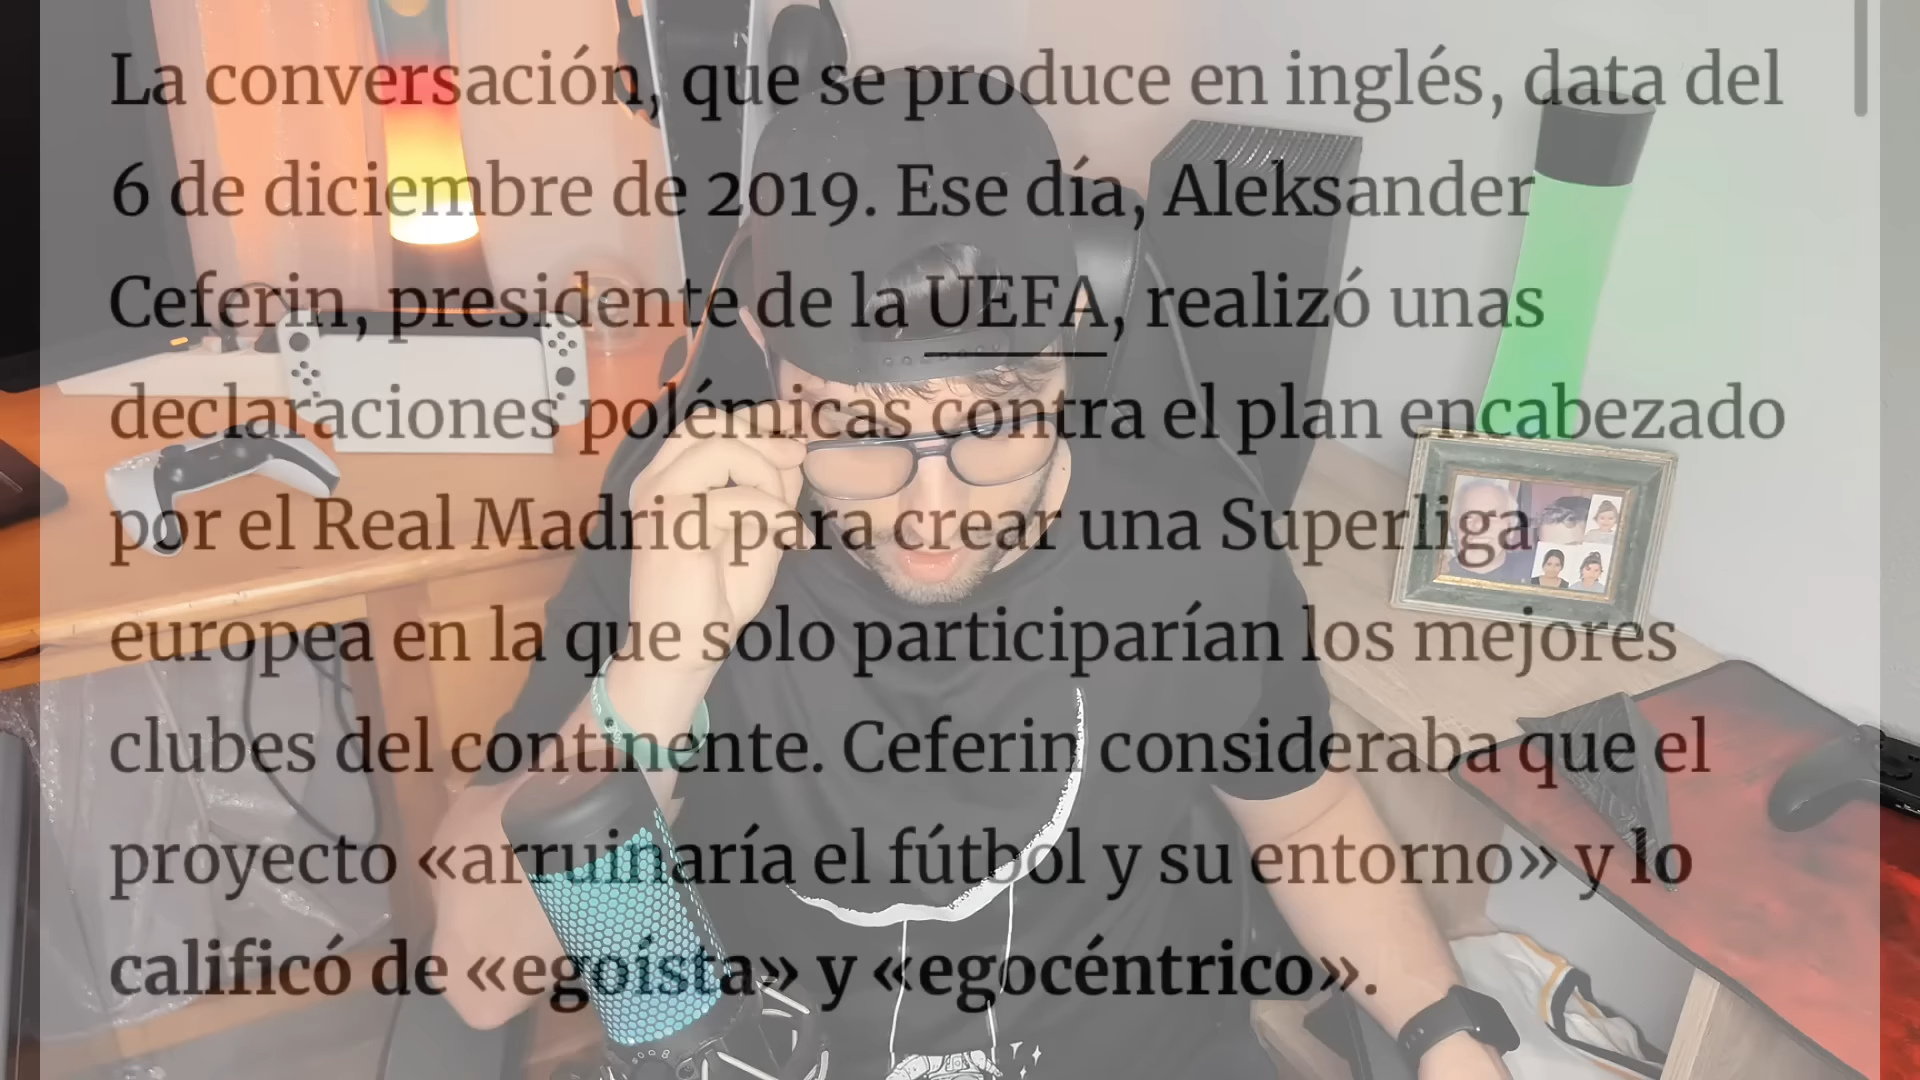 La conversación, que se produce en inglés, data del
6 de diciembre de 2019. Ese día, Aleksander
Ceferin, presidente de la UEFA, realizó unas
declaraciones polémicas contra el plan encabezado
por el Real Madrid para crear una Superliga
europea en la que solo participarían los mejores
clubes del continente. Ceferin consideraba que el
proyecto «arruinaría el fútbol y su entorno» y lo
calificó de «egoísta» y «egocéntrico».